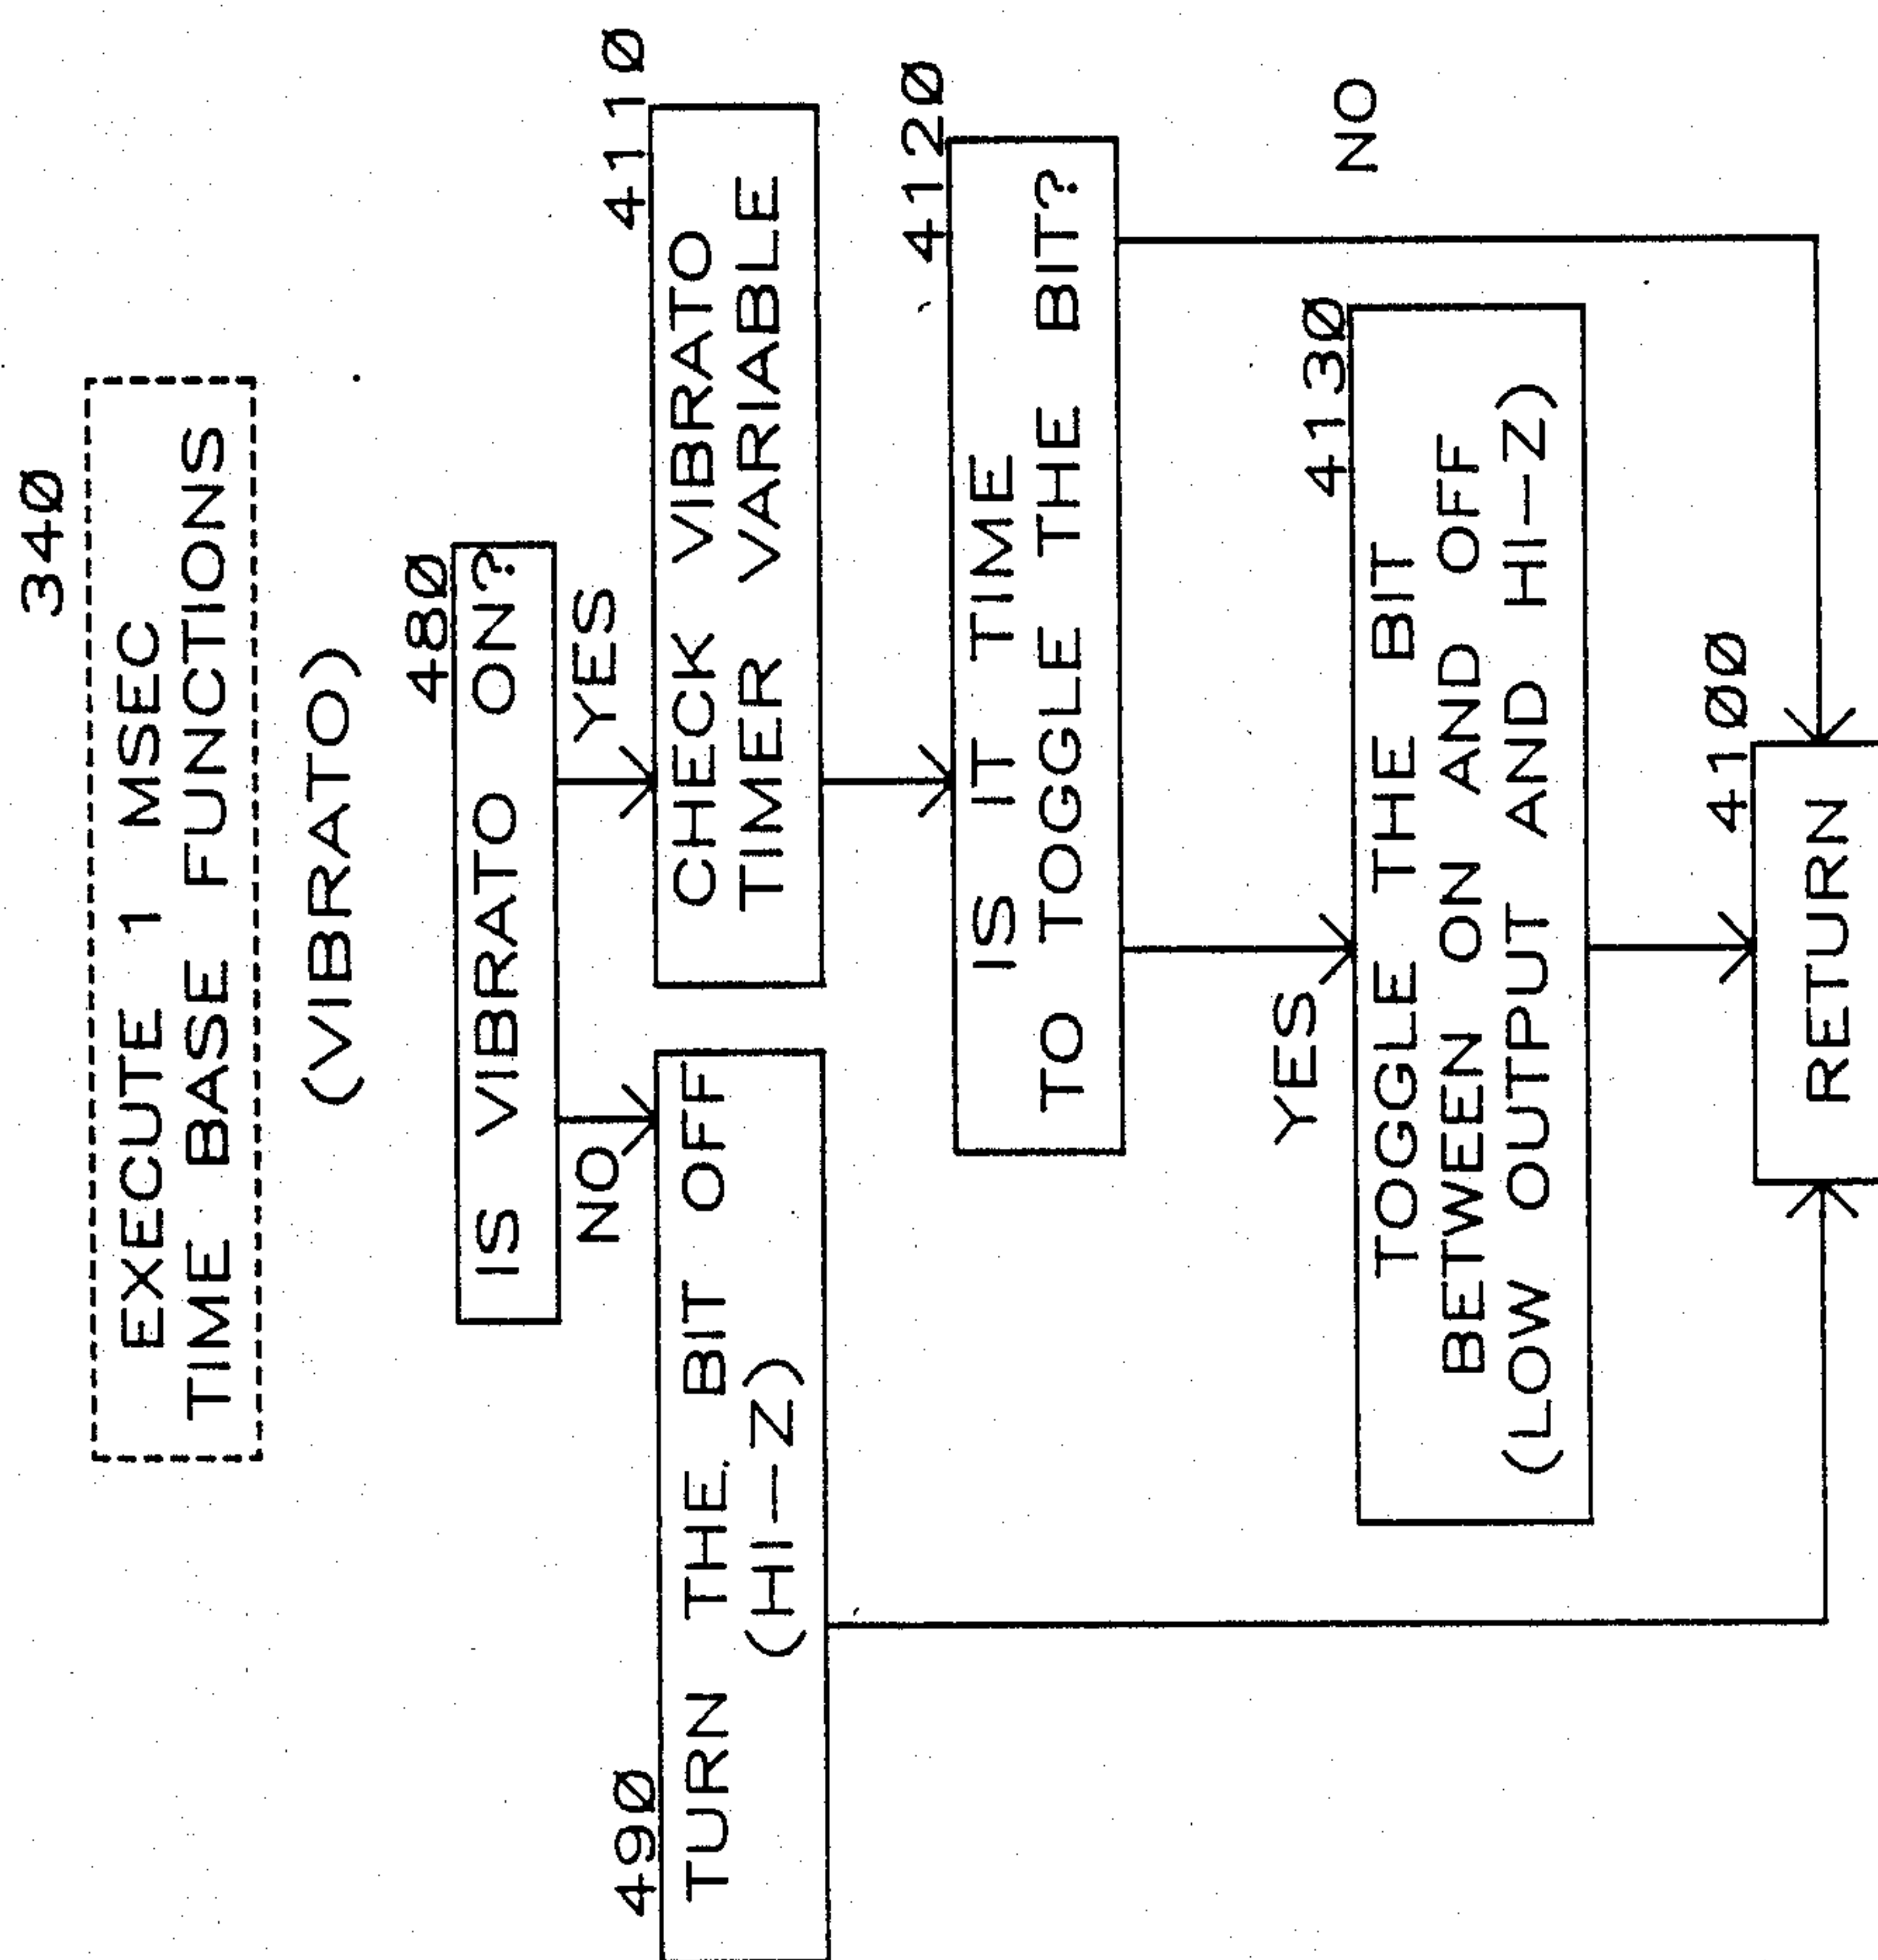 340
EXECUTE 1 MSEC
TIME BASE FUNCTIONS
(VIBRATO)
480
IS VIBRATO ON?
NO
YES
490
TURN THE BIT OFF
(HI-Z)
4110
CHECK VIBRATO
TIMER VARIABLE
4120
IS IT TIME
TO TOGGLE THE BIT?
YES
NO
4130
TOGGLE THE BIT
BETWEEN ON AND OFF
(LOW OUTPUT AND HI-Z)
4100
RETURN